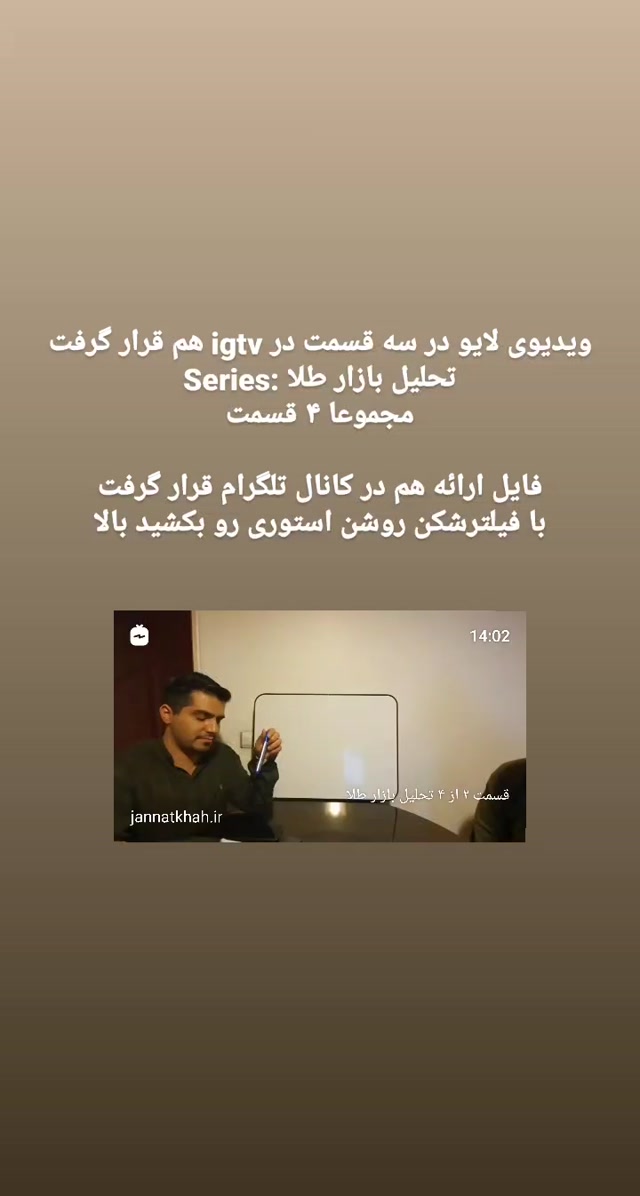 ویدیوی لایو در سه قسمت در igtv هم قرار گرفت
Series: تحلیل بازار طلا
مجموعا ۴ قسمت
فایل ارائه هم در کانال تلگرام قرار گرفت
با فیلترشکن روشن استوری رو بکشید بالا
14:02
قسمت ۲ از ۴ تحلیل بازار طلا
jannatkhah.ir